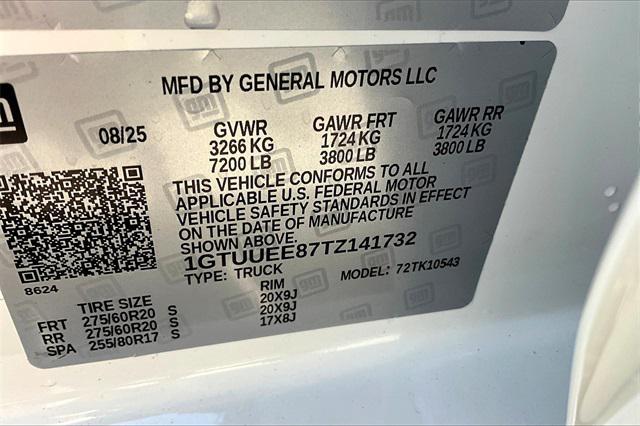 MFD BY GENERAL MOTORS LLC
08/25
GVWR
3266 KG
7200 LB
GAWR FRT
1724 KG
3800 LB
GAWR RR
1724 KG
3800 LB
THIS VEHICLE CONFORMS TO ALL
APPLICABLE U.S. FEDERAL MOTOR
VEHICLE SAFETY STANDARDS IN EFFECT
ON THE DATE OF MANUFACTURE
SHOWN ABOVE.
1GTUUEE87TZ141732
TYPE: TRUCK
MODEL: 72TK10543
8624
TIRE SIZE RIM
FRT 275/60R20 S 20X9J
RR 275/60R20 S 20X9J
SPA 255/80R17 S 17X8J